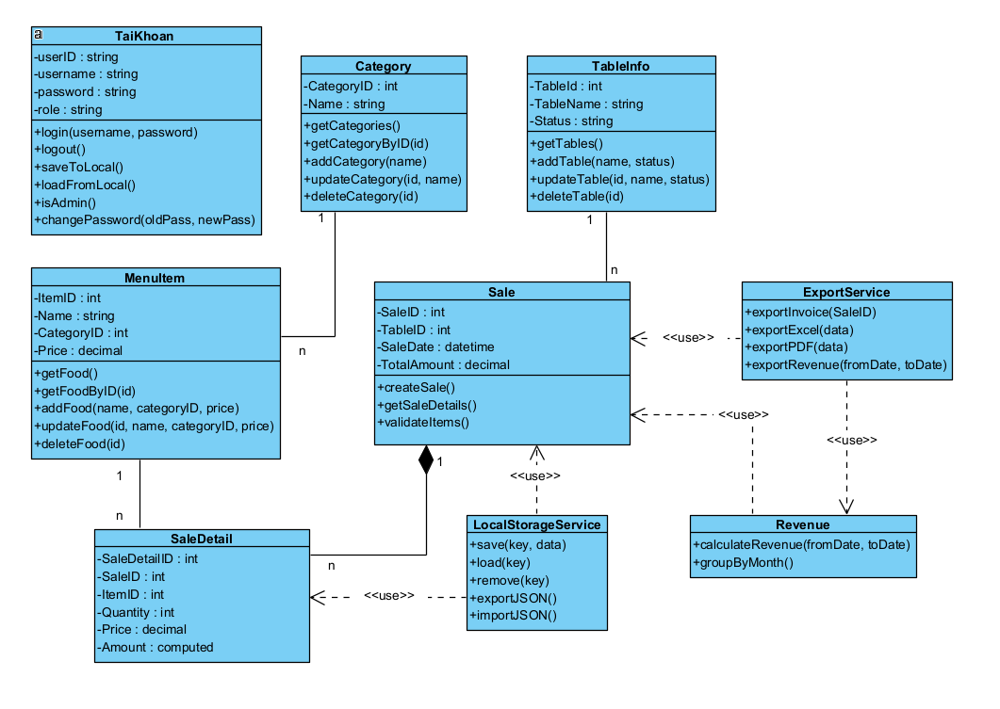 a
TaiKhoan
-userID : string
-username : string
-password : string
-role : string
+login(username, password)
+logout()
+saveToLocal()
+loadFromLocal()
+isAdmin()
+changePassword(oldPass, newPass)
Category
-CategoryID : int
-Name : string
+getCategories()
+getCategoryByID(id)
+addCategory(name)
+updateCategory(id, name)
+deleteCategory(id)
TableInfo
-TableId : int
-TableName : string
-Status : string
+getTables()
+addTable(name, status)
+updateTable(id, name, status)
+deleteTable(id)
1
n
1
n
MenuItem
-ItemID : int
-Name : string
-CategoryID : int
-Price : decimal
+getFood()
+getFoodByID(id)
+addFood(name, categoryID, price)
+updateFood(id, name, categoryID, price)
+deleteFood(id)
Sale
-SaleID : int
-TableID : int
-SaleDate : datetime
-TotalAmount : decimal
+createSale()
+getSaleDetails()
+validateItems()
<<use>>
ExportService
+exportInvoice(SaleID)
+exportExcel(data)
+exportPDF(data)
+exportRevenue(fromDate, toDate)
<<use>>
<<use>>
1
n
1
n
<<use>>
SaleDetail
-SaleDetailID : int
-SaleID : int
-ItemID : int
-Quantity : int
-Price : decimal
-Amount : computed
<<use>>
LocalStorageService
+save(key, data)
+load(key)
+remove(key)
+exportJSON()
+importJSON()
Revenue
+calculateRevenue(fromDate, toDate)
+groupByMonth()